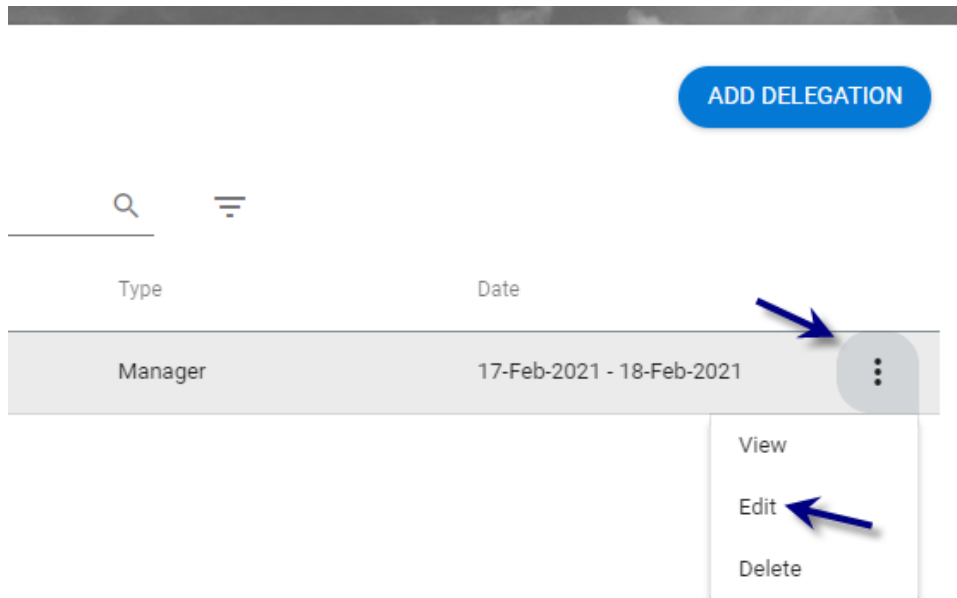 ADD DELEGATION
Type Date
Manager 17-Feb-2021 - 18-Feb-2021
View
Edit
Delete